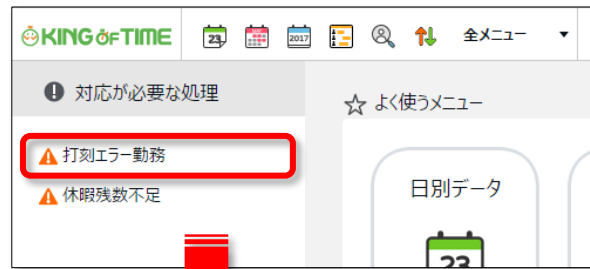 KING OF TIME
23
2017
全メニュー
対応が必要な処理
よく使うメニュー
打刻エラー勤務
休暇残数不足
日別データ
23